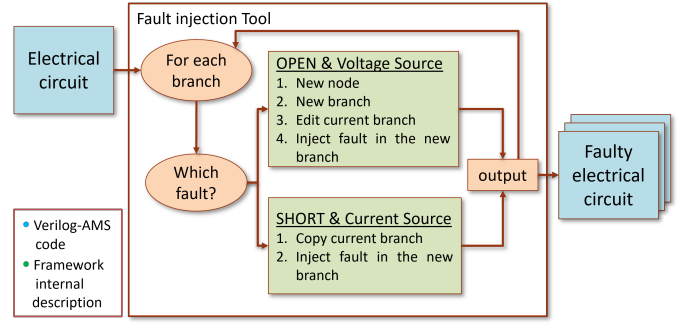 Fault injection Tool
Electrical
circuit
For each
branch
OPEN & Voltage Source
1. New node
2. New branch
3. Edit current branch
4. Inject fault in the new
branch
Which
fault?
output
Faulty
electrical
circuit
SHORT & Current Source
1. Copy current branch
2. Inject fault in the new
branch
• Verilog-AMS
code
• Framework
internal
description